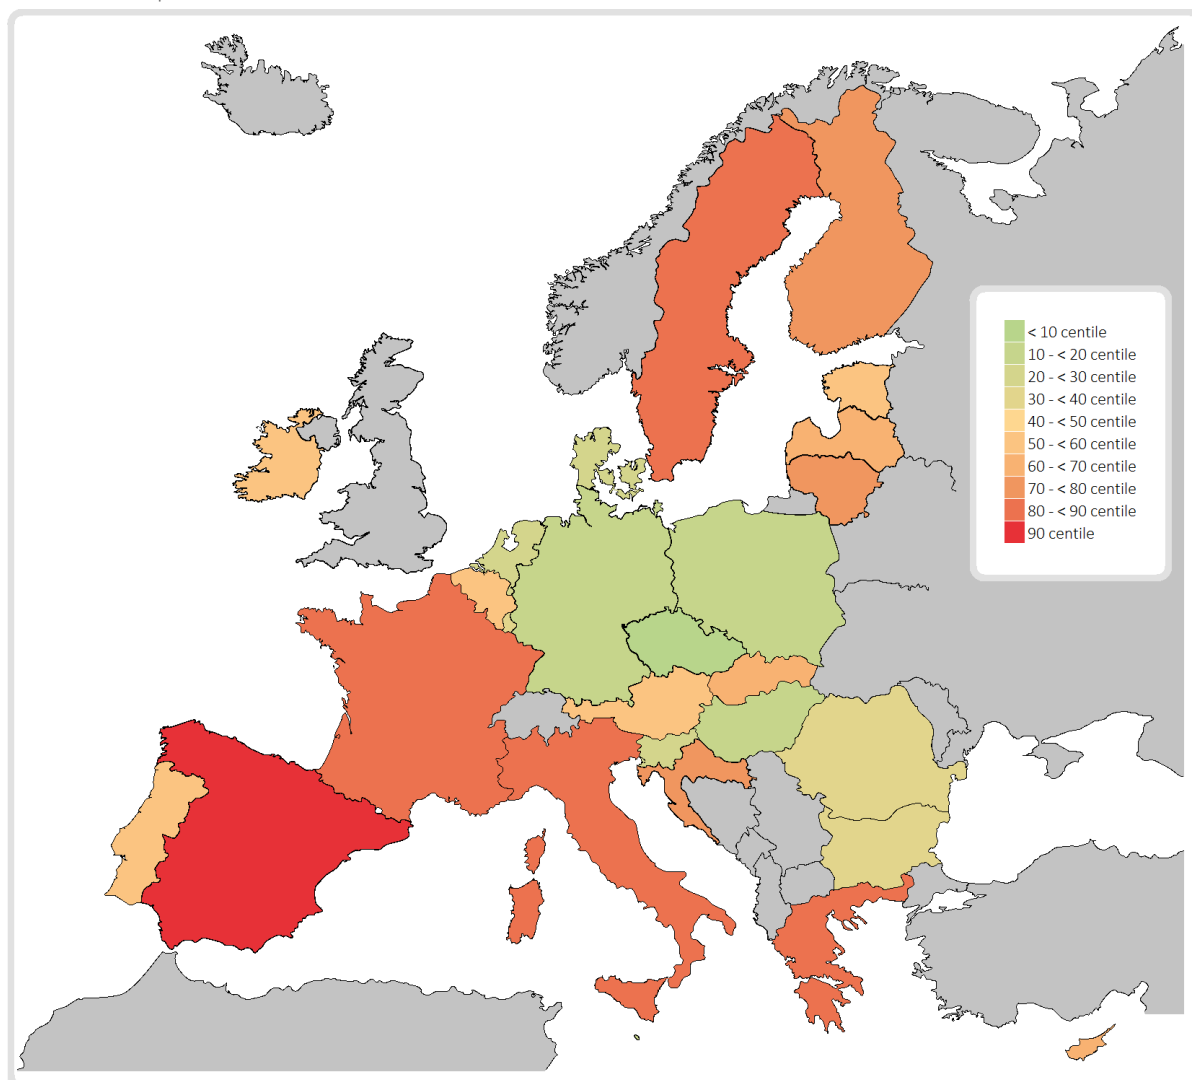 < 10 centile
10 - < 20 centile
20 - < 30 centile
30 - < 40 centile
40 - < 50 centile
50 - < 60 centile
60 - < 70 centile
70 - < 80 centile
80 - < 90 centile
90 centile